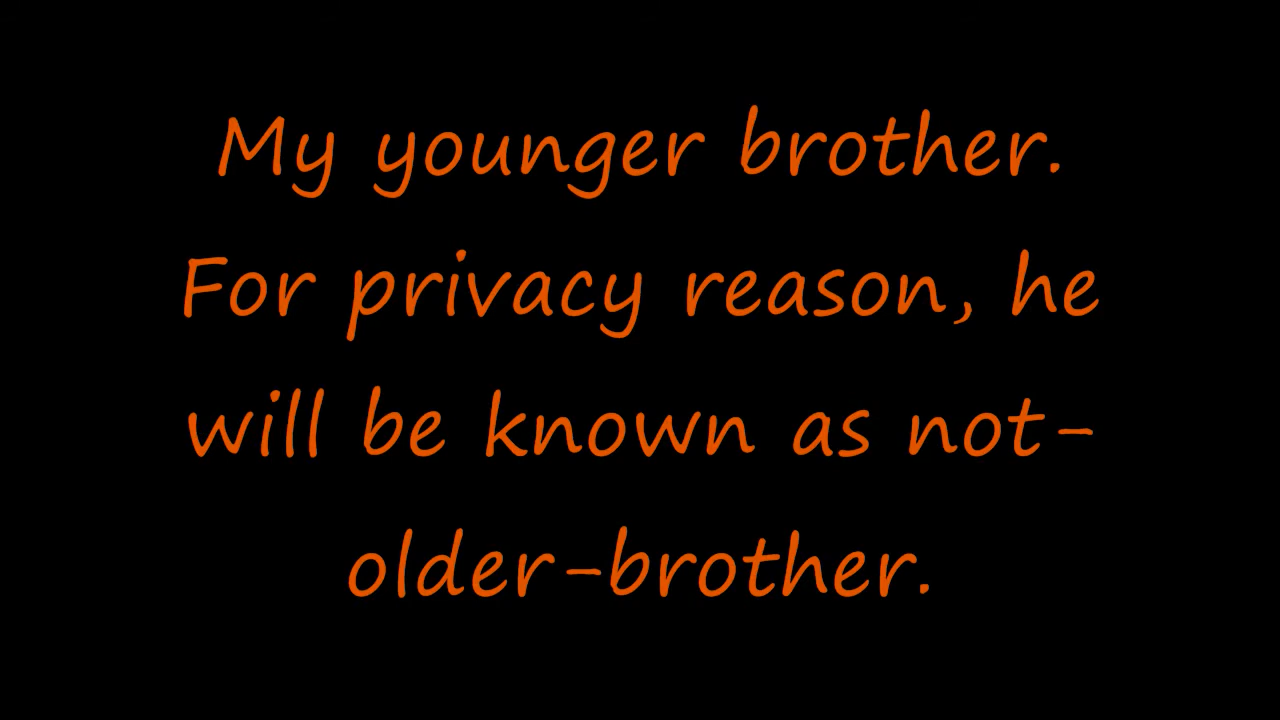 My younger brother.
For privacy reason, he
will be known as not-
older-brother.